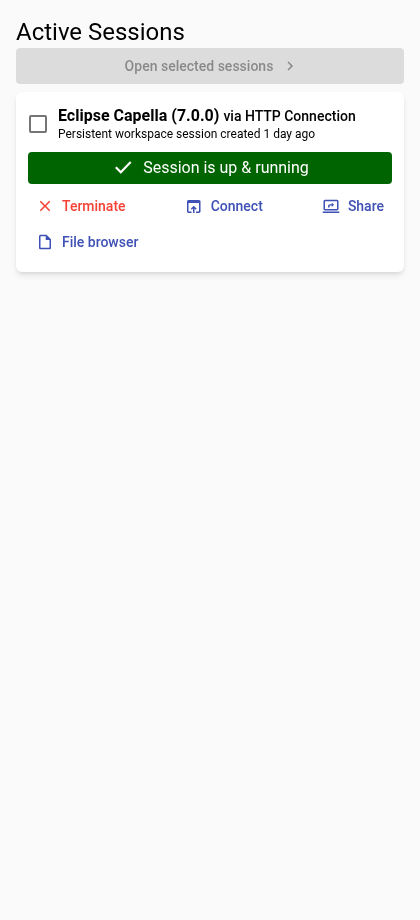 Active Sessions
Open selected sessions
Eclipse Capella (7.0.0) via HTTP Connection
Persistent workspace session created 1 day ago
Session is up & running
Terminate Connect Share
File browser